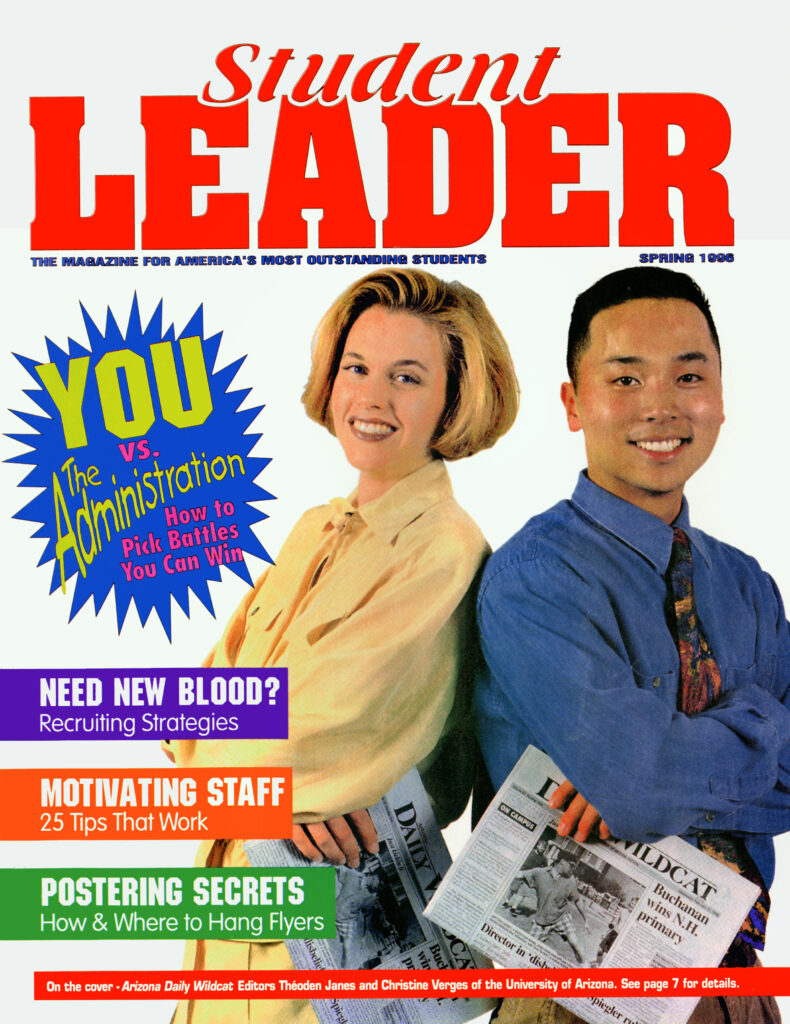 Student
LEADER
THE MAGAZINE FOR AMERICA'S MOST OUTSTANDING STUDENTS
SPRING 1996
YOU
vs.
The
Administration
How to
Pick Battles
You Can Win
NEED NEW BLOOD?
Recruiting Strategies
MOTIVATING STAFF
25 Tips That Work
POSTERING SECRETS
How & Where to Hang Flyers
DAILY W
ON CAMPUS
WILDCAT
Buchanan
wins N.H.
primary
Director in 'disb
Spiegler
On the cover - Arizona Daily Wildcat Editors Théoden Janes and Christine Verges of the University of Arizona. See page 7 for details.